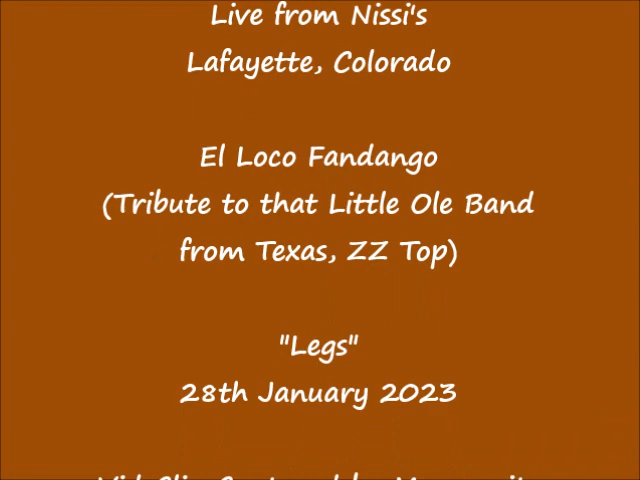 Live from Nissi's
Lafayette, Colorado
El Loco Fandango
(Tribute to that Little Ole Band
from Texas, ZZ Top)
"Legs"
28th January 2023